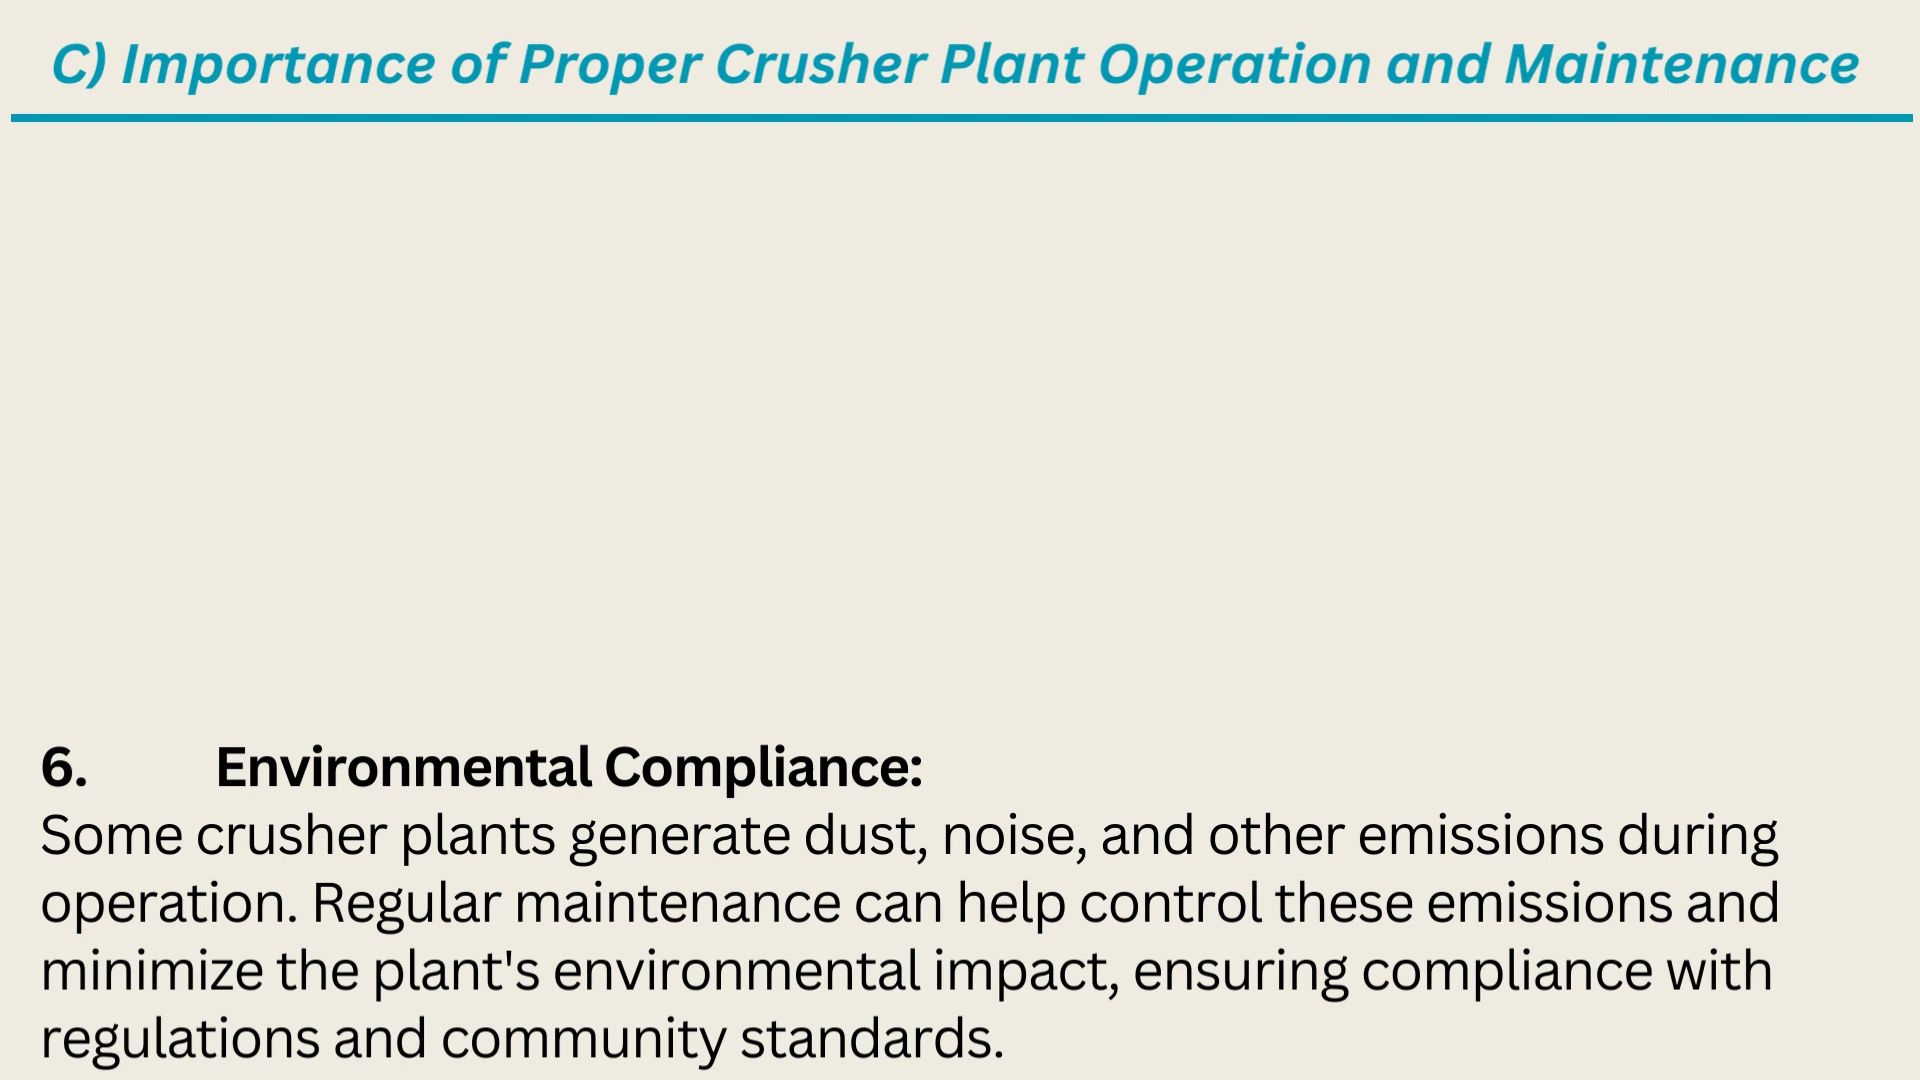 C) Importance of Proper Crusher Plant Operation and Maintenance
6. Environmental Compliance:
Some crusher plants generate dust, noise, and other emissions during
operation. Regular maintenance can help control these emissions and
minimize the plant's environmental impact, ensuring compliance with
regulations and community standards.